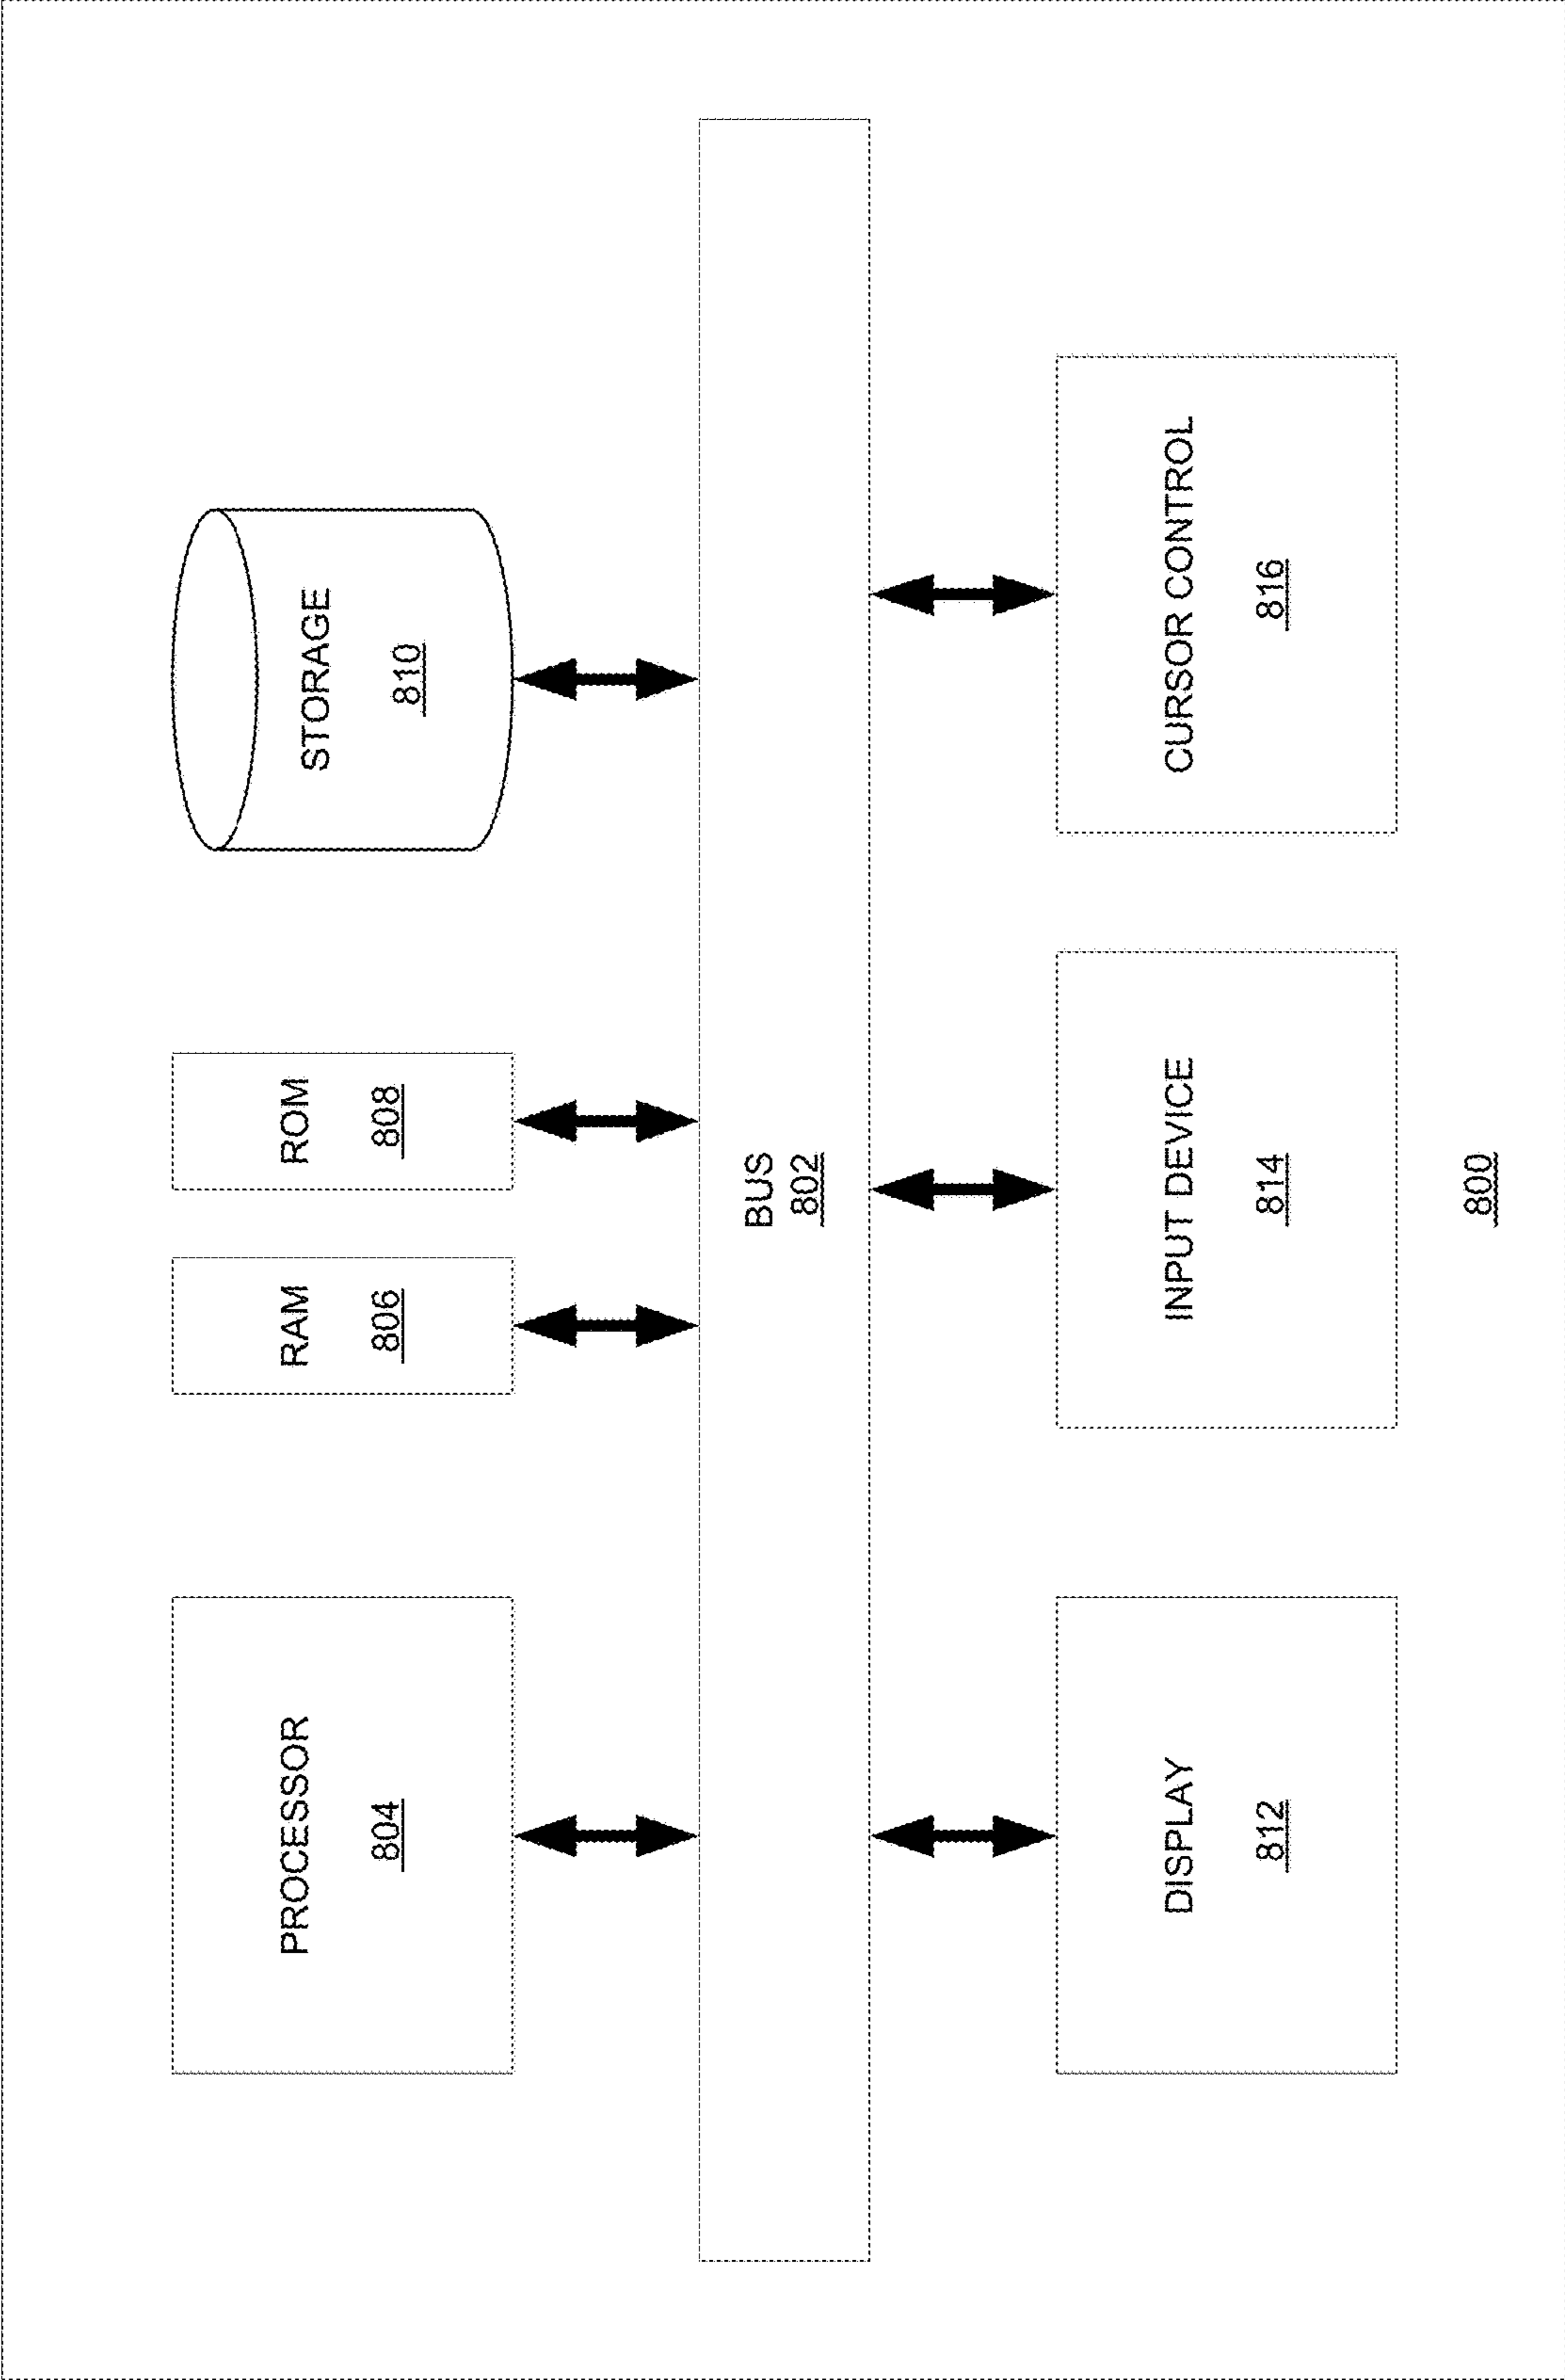 PROCESSOR
804
RAM
806
ROM
808
STORAGE
810
BUS
802
DISPLAY
812
INPUT DEVICE
814
CURSOR CONTROL
816
800